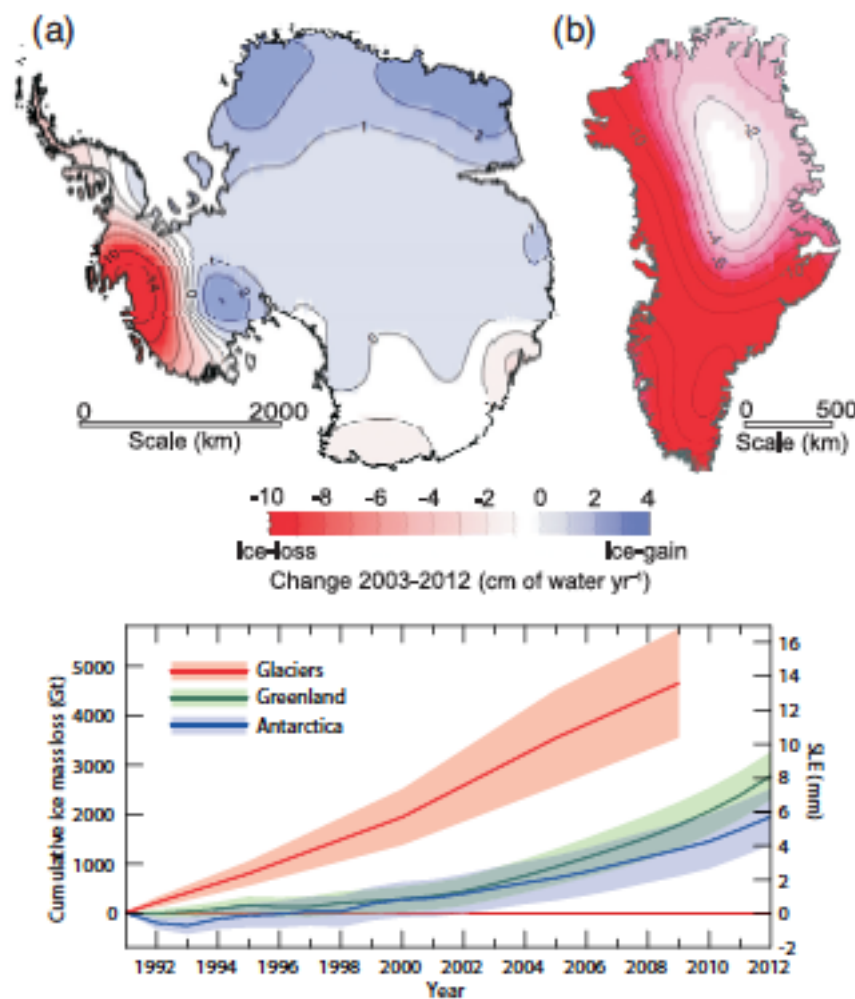 (a)
(b)
0 2000
Scale (km)
0 500
Scale (km)
-10 -8 -6 -4 -2 0 2 4
Ice-loss Ice-gain
Change 2003-2012 (cm of water yr⁻¹)
Cumulative ice mass loss (Gt)
5000
4000
3000
2000
1000
0
Glaciers
Greenland
Antarctica
16
14
12
10
8
6
4
2
0
-2
SLE (mm)
1992 1994 1996 1998 2000 2002 2004 2006 2008 2010 2012
Year